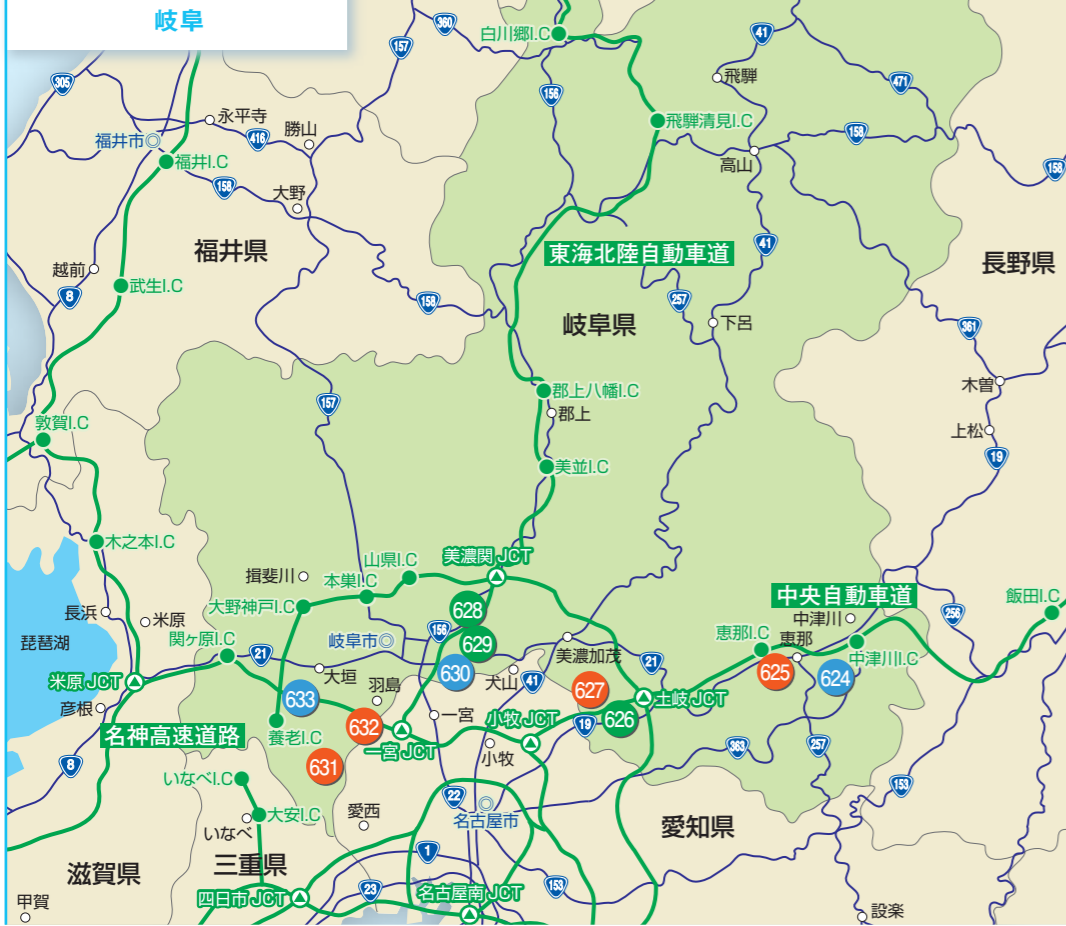 岐阜
360
白川郷I.C
41
157
305
156
飛騨
471
永平寺
飛騨清見I.C
福井市
416
勝山
158
福井I.C
高山
158
158
大野
福井県
41
東海北陸自動車道
長野県
越前
8
武生I.C
257
158
岐阜県
下呂
361
木曽
郡上八幡I.C
157
郡上
敦賀I.C
上松
19
美並I.C
木之本I.C
美濃関JCT
山県I.C
揖斐川
本巣I.C
中央自動車道
飯田I.C
大野神戸I.C
628
長浜
米原
256
中津川
琵琶湖
岐阜市
156
恵那I.C
関ヶ原I.C
629
恵那
21
美濃加茂
21
中津川I.C
大垣
630
犬山
625
624
米原JCT
羽島
41
627
土岐JCT
633
彦根
632
一宮
小牧JCT
626
19
名神高速道路
養老I.C
一宮JCT
小牧
363
257
8
631
いなべI.C
153
22
大安I.C
愛西
名古屋市
いなべ
愛知県
1
三重県
滋賀県
23
名古屋南JCT
153
四日市JCT
甲賀
設楽